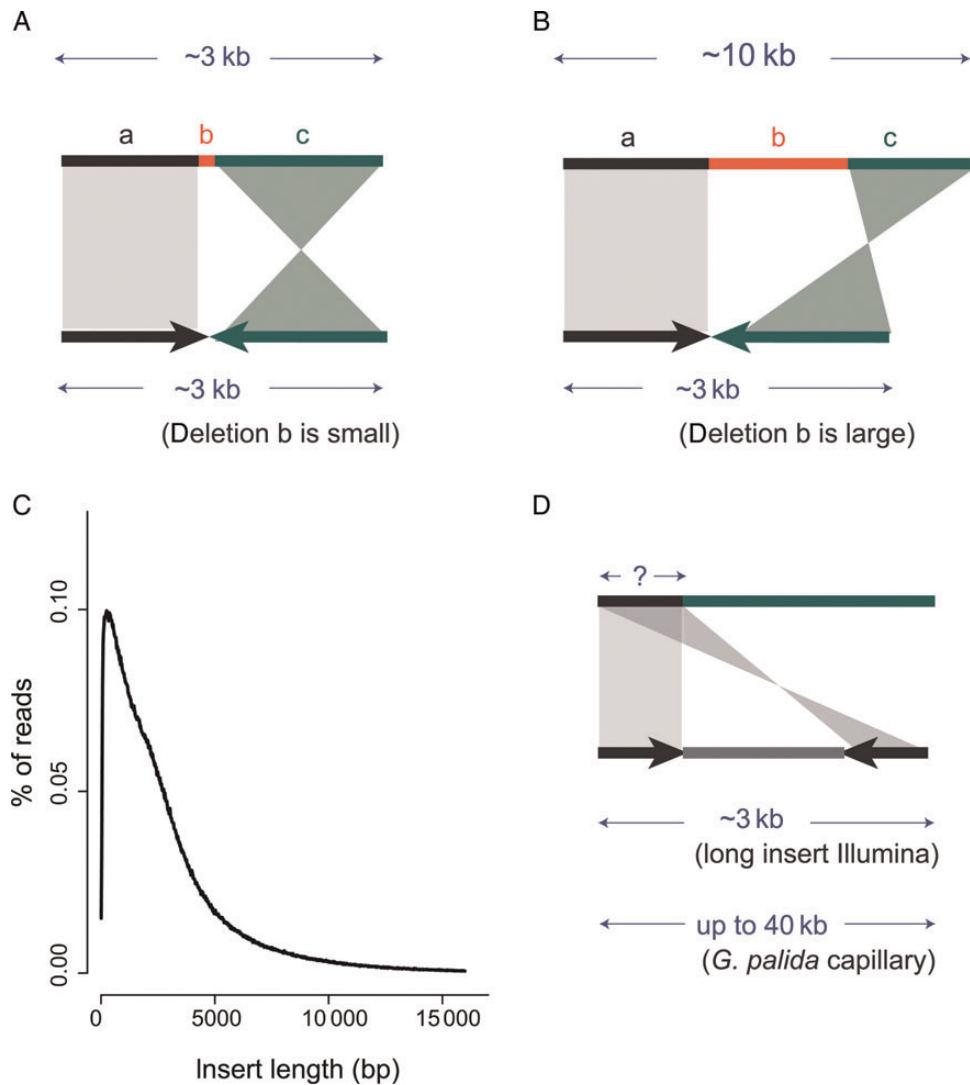 A
~3 kb
a
b
c
~3 kb
(Deletion b is small)
B
~10 kb
a
b
c
~3 kb
(Deletion b is large)
C
% of reads
0.10
0.05
0.00
0
5000
10 000
15 000
Insert length (bp)
D
?
~3 kb
(long insert Illumina)
up to 40 kb
(G. palida capillary)